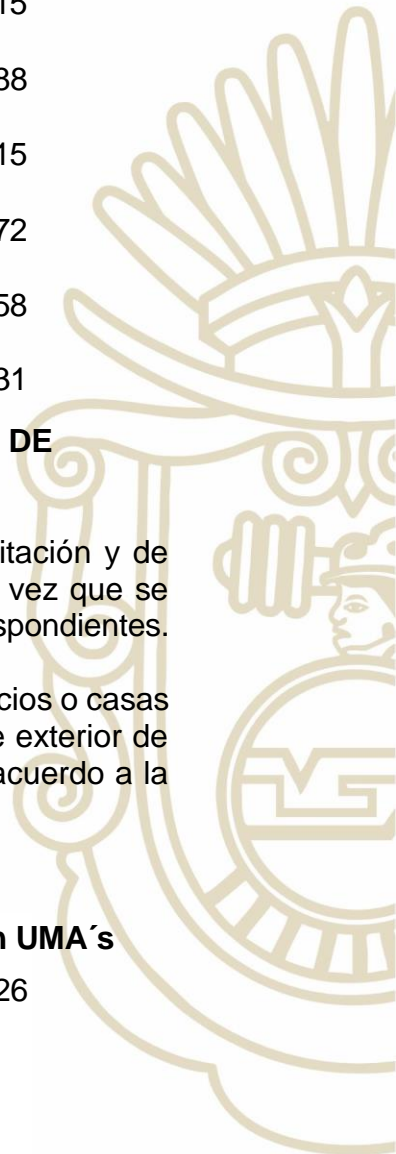 15
38
15
72
58
31
DE
itación y de
vez que se
spondientes.
cios o casas
e exterior de
acuerdo a la
n UMA´s
26